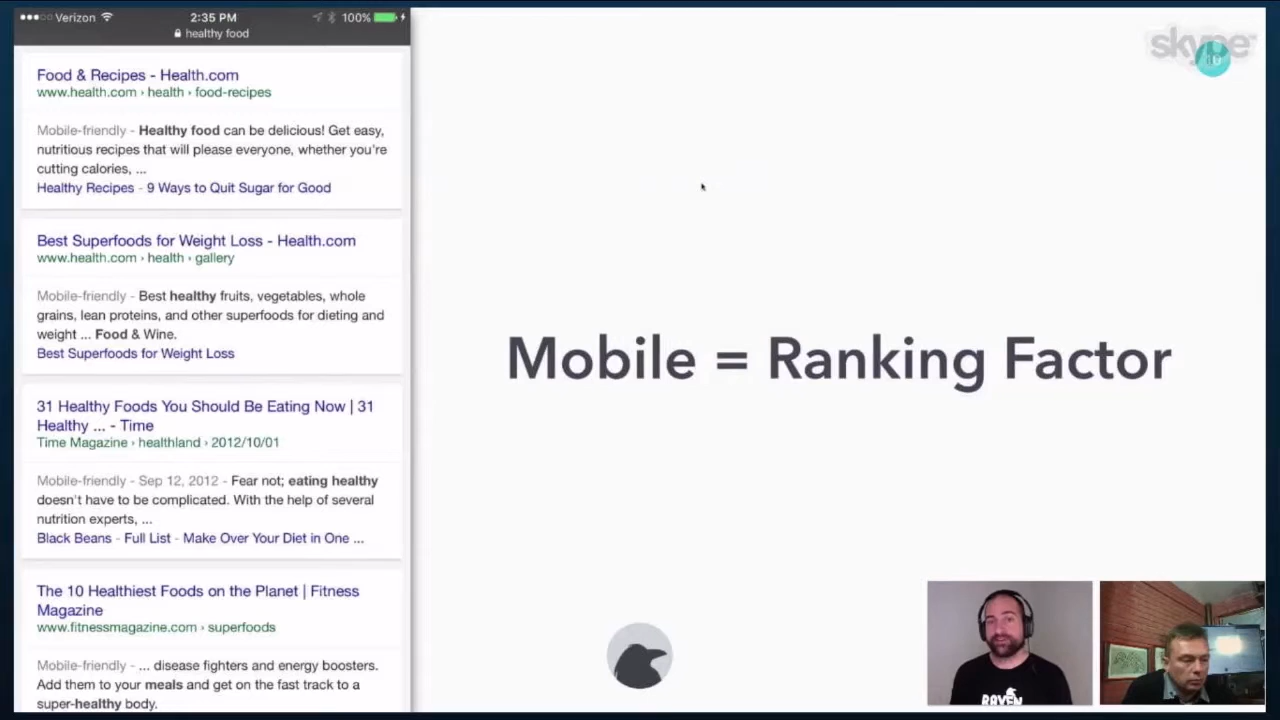 Verizon 2:35 PM 100%
healthy food
Food & Recipes - Health.com
www.health.com › health › food-recipes
Mobile-friendly - Healthy food can be delicious! Get easy,
nutritious recipes that will please everyone, whether you're
cutting calories, ...
Healthy Recipes - 9 Ways to Quit Sugar for Good
Best Superfoods for Weight Loss - Health.com
www.health.com › health › gallery
Mobile-friendly - Best healthy fruits, vegetables, whole
grains, lean proteins, and other superfoods for dieting and
weight ... Food & Wine.
Best Superfoods for Weight Loss
31 Healthy Foods You Should Be Eating Now | 31
Healthy ... - Time
Time Magazine › healthland › 2012/10/01
Mobile-friendly - Sep 12, 2012 - Fear not; eating healthy
doesn't have to be complicated. With the help of several
nutrition experts, ...
Black Beans - Full List - Make Over Your Diet in One ...
The 10 Healthiest Foods on the Planet | Fitness
Magazine
www.fitnessmagazine.com › superfoods
Mobile-friendly - ... disease fighters and energy boosters.
Add them to your meals and get on the fast track to a
super-healthy body.
skype
Mobile = Ranking Factor
RAVEN